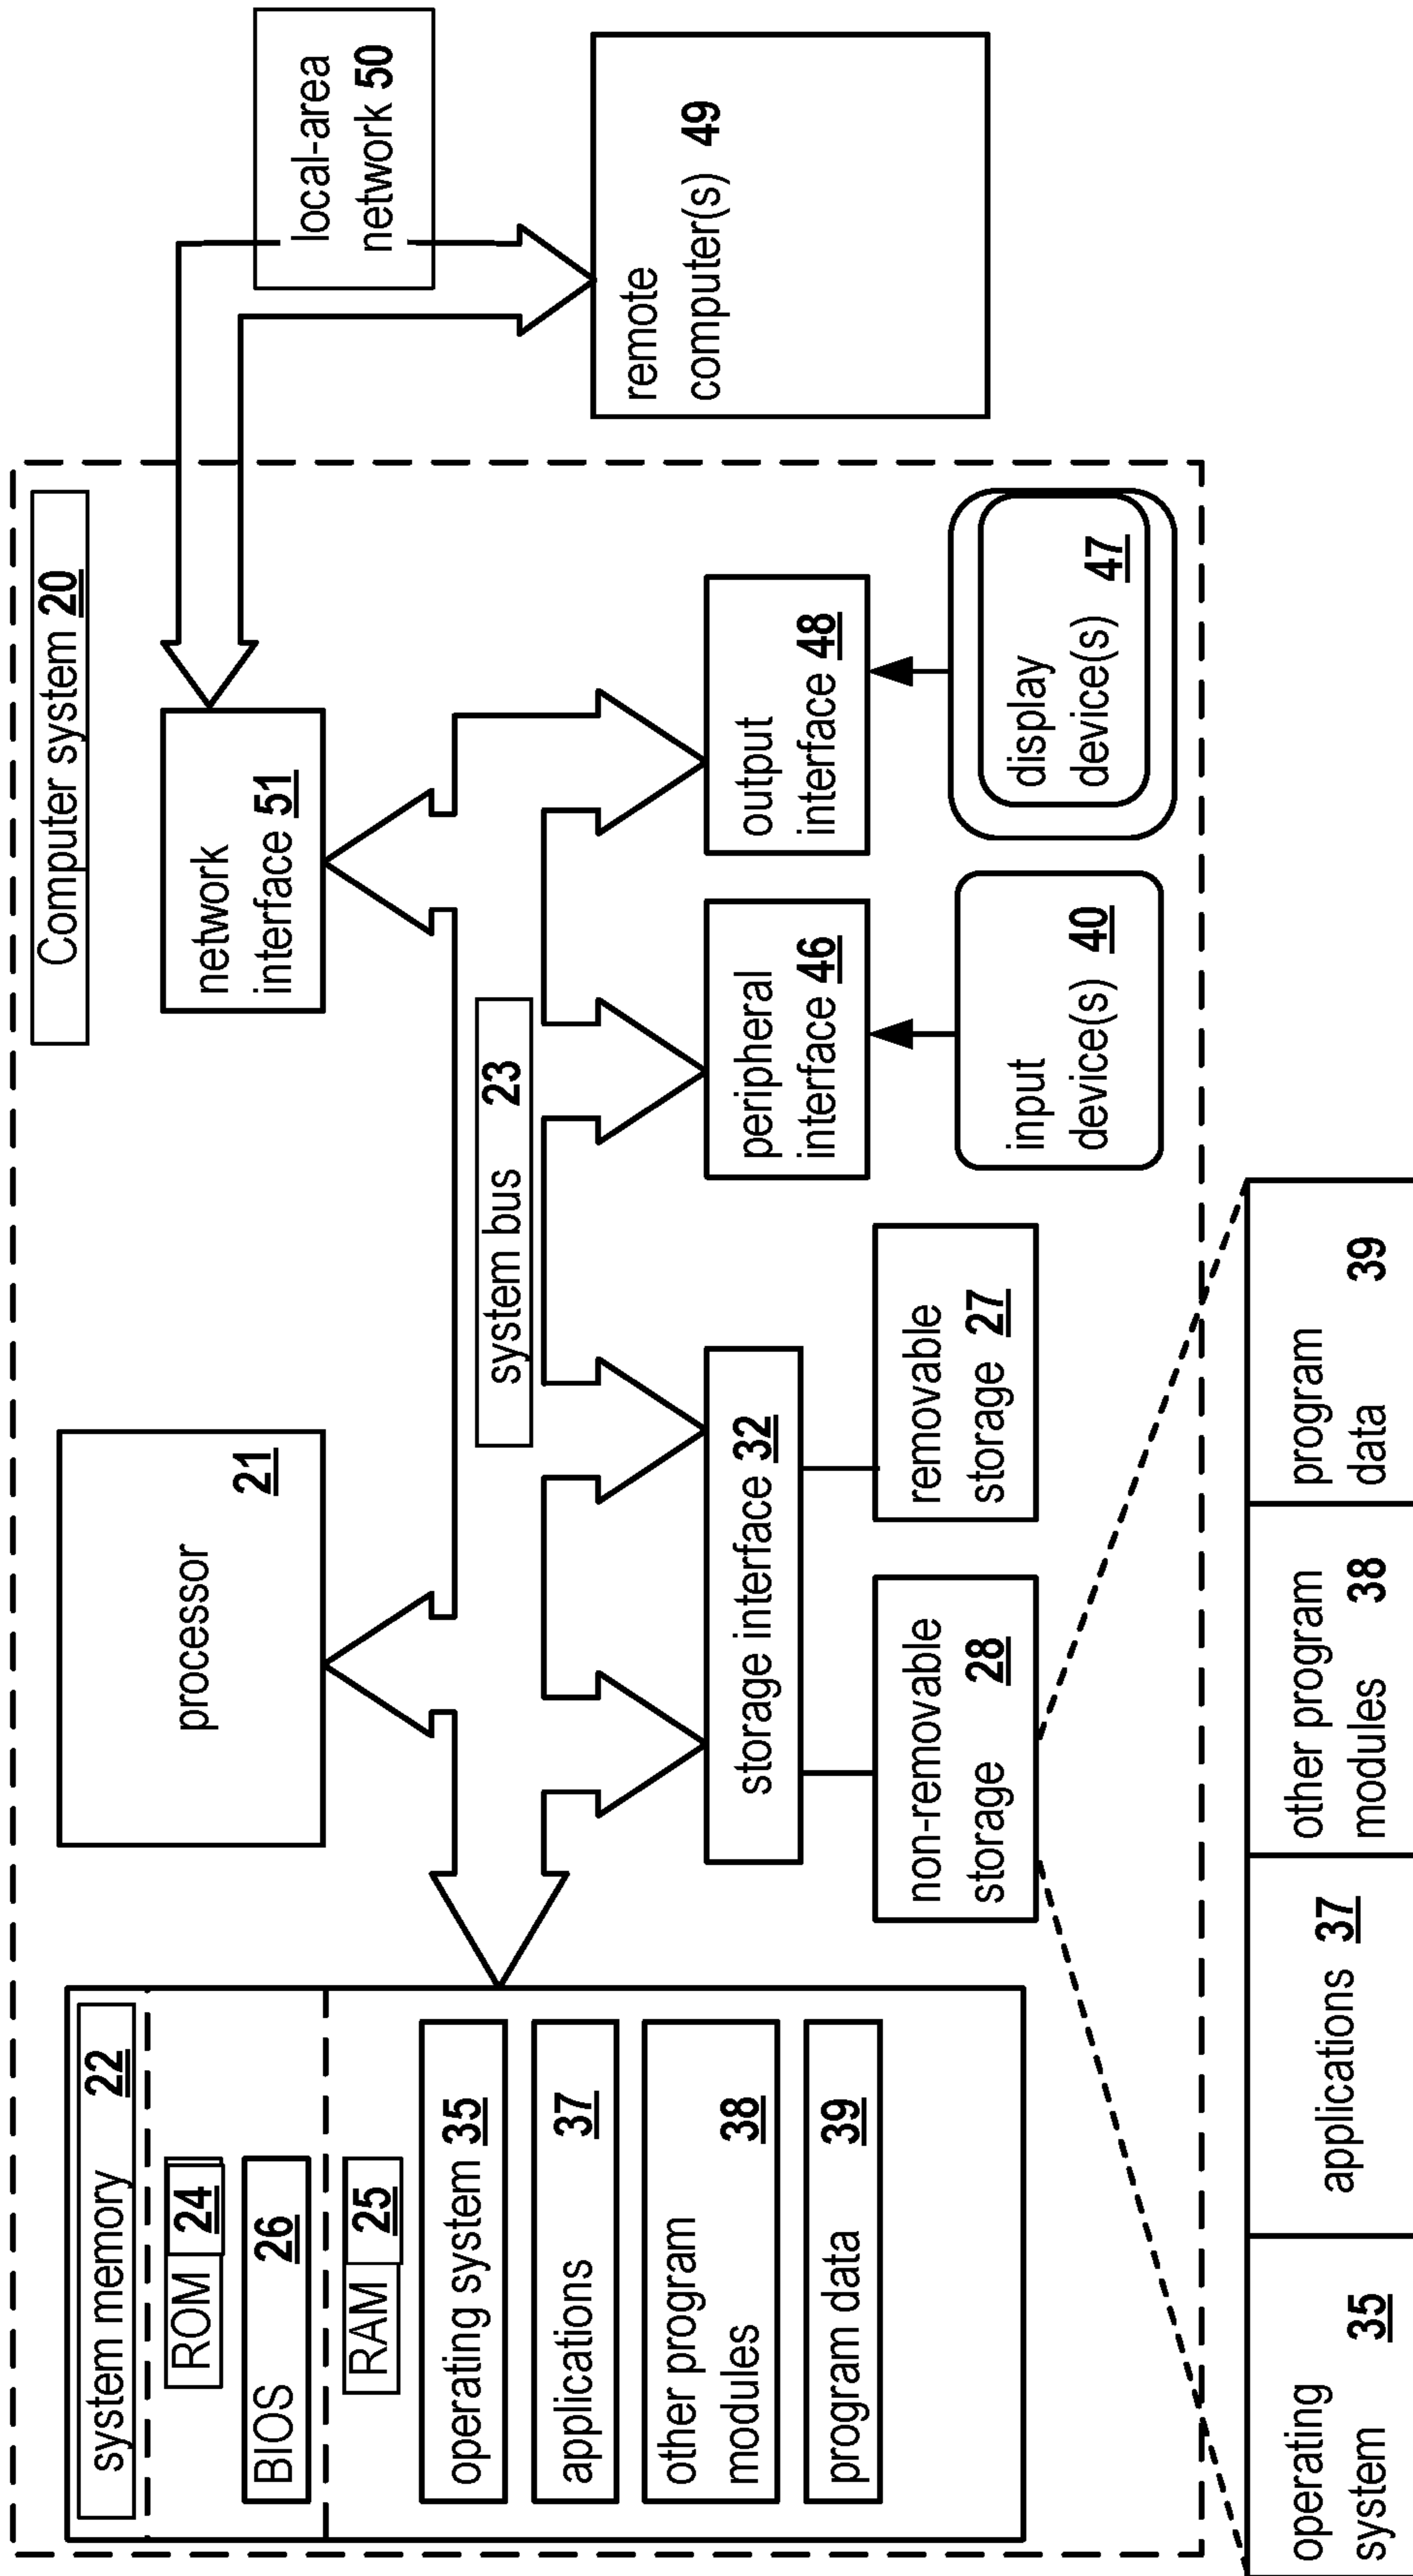 Computer system 20
system memory 22
ROM 24
BIOS 26
RAM 25
operating system 35
applications 37
other program
modules 38
program data 39
processor 21
network
interface 51
local-area
network 50
system bus 23
storage interface 32
peripheral
interface 46
output
interface 48
remote
computer(s) 49
non-removable
storage 28
removable
storage 27
input
device(s) 40
display
device(s) 47
operating
system 35
applications 37
other program
modules 38
program
data 39